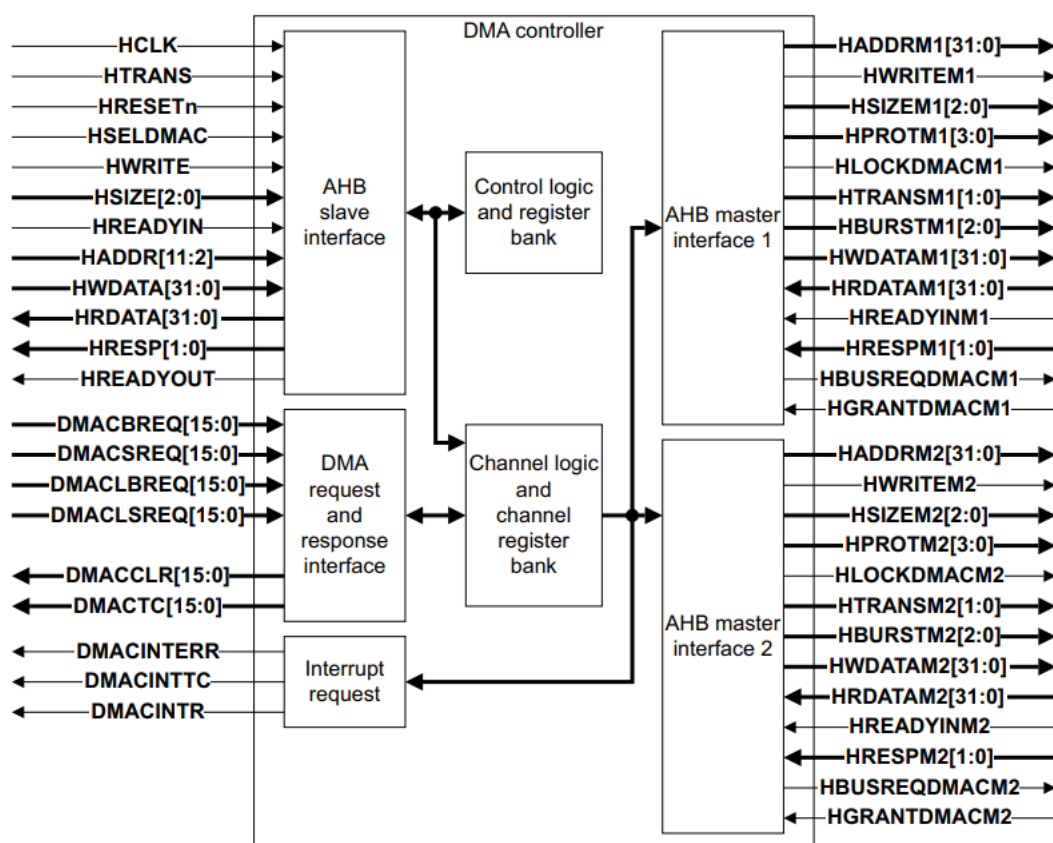 DMA controller
HCLK
HTRANS
HRESETn
HSELDMAC
HWRITE
HSIZE[2:0]
HREADYIN
HADDR[11:2]
HWDATA[31:0]
HRDATA[31:0]
HRESP[1:0]
HREADYOUT
DMACBREQ[15:0]
DMACSREQ[15:0]
DMACLBREQ[15:0]
DMACLSREQ[15:0]
DMACCLR[15:0]
DMACTC[15:0]
DMACINTERR
DMACINTTC
DMACINTR
AHB
slave
interface
DMA
request
and
response
interface
Interrupt
request
Control logic
and register
bank
Channel logic
and
channel
register
bank
AHB master
interface 1
AHB master
interface 2
HADDRM1[31:0]
HWRITEM1
HSIZEM1[2:0]
HPROTM1[3:0]
HLOCKDMACM1
HTRANSM1[1:0]
HBURSTM1[2:0]
HWDATAM1[31:0]
HRDATAM1[31:0]
HREADYINM1
HRESPM1[1:0]
HBUSREQDMACM1
HGRANTDMACM1
HADDRM2[31:0]
HWRITEM2
HSIZEM2[2:0]
HPROTM2[3:0]
HLOCKDMACM2
HTRANSM2[1:0]
HBURSTM2[2:0]
HWDATAM2[31:0]
HRDATAM2[31:0]
HREADYINM2
HRESPM2[1:0]
HBUSREQDMACM2
HGRANTDMACM2